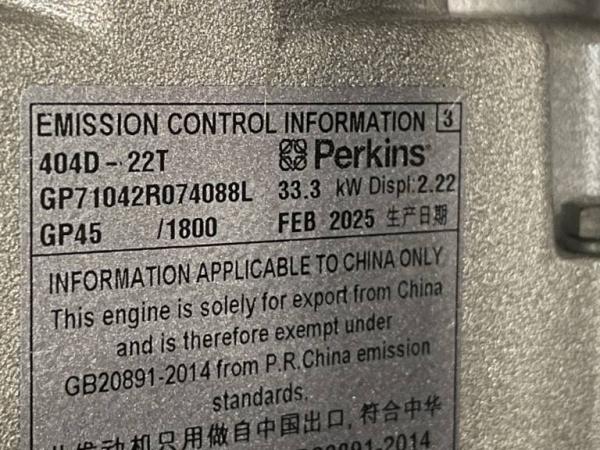 EMISSION CONTROL INFORMATION 3
404D-22T Perkins
GP71042R074088L 33.3 kW Displ:2.22
GP45 /1800 FEB 2025 生产日期
INFORMATION APPLICABLE TO CHINA ONLY
This engine is solely for export from China
and is therefore exempt under
GB20891-2014 from P.R.China emission
standards.
发动机只用做自中国出口,符合中华
0891-2014